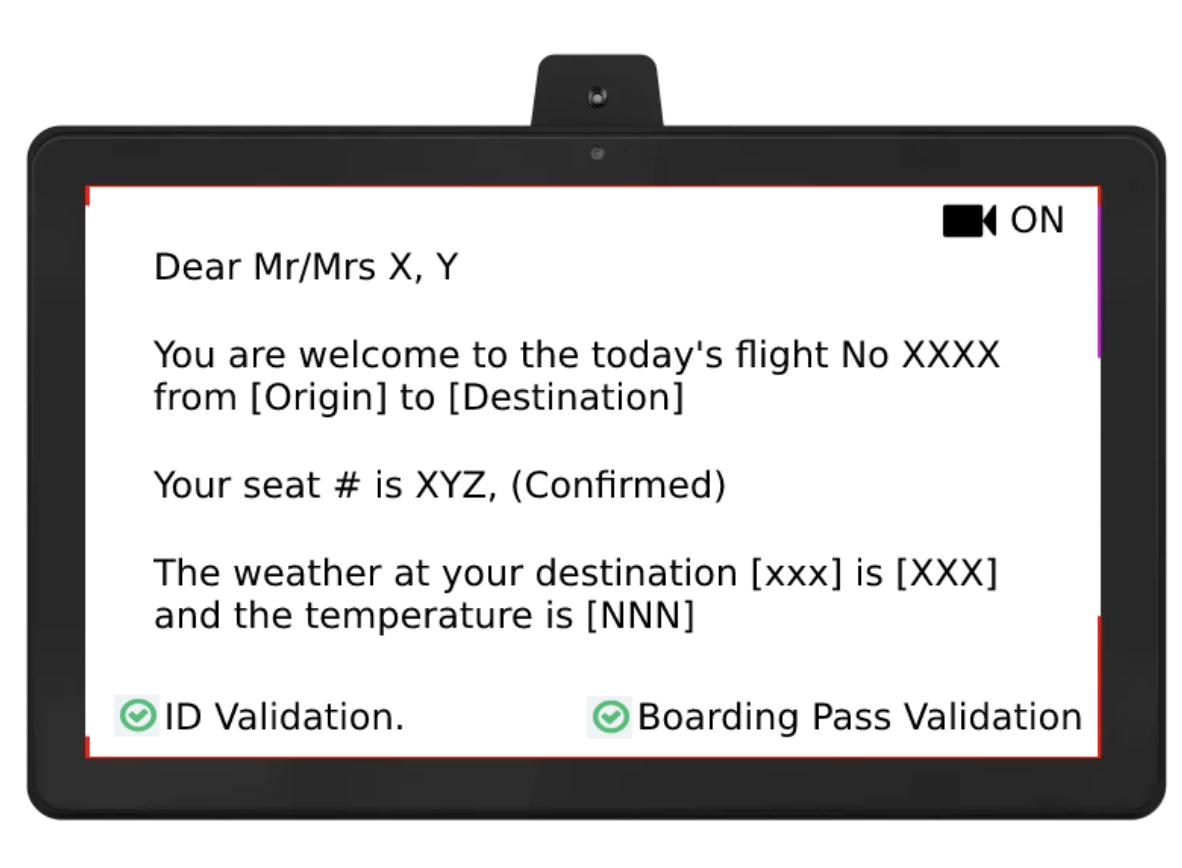 ON
Dear Mr/Mrs X, Y
You are welcome to the today's flight No XXXX
from [Origin] to [Destination]
Your seat # is XYZ, (Confirmed)
The weather at your destination [xxx] is [XXX]
and the temperature is [NNN]
ID Validation. Boarding Pass Validation